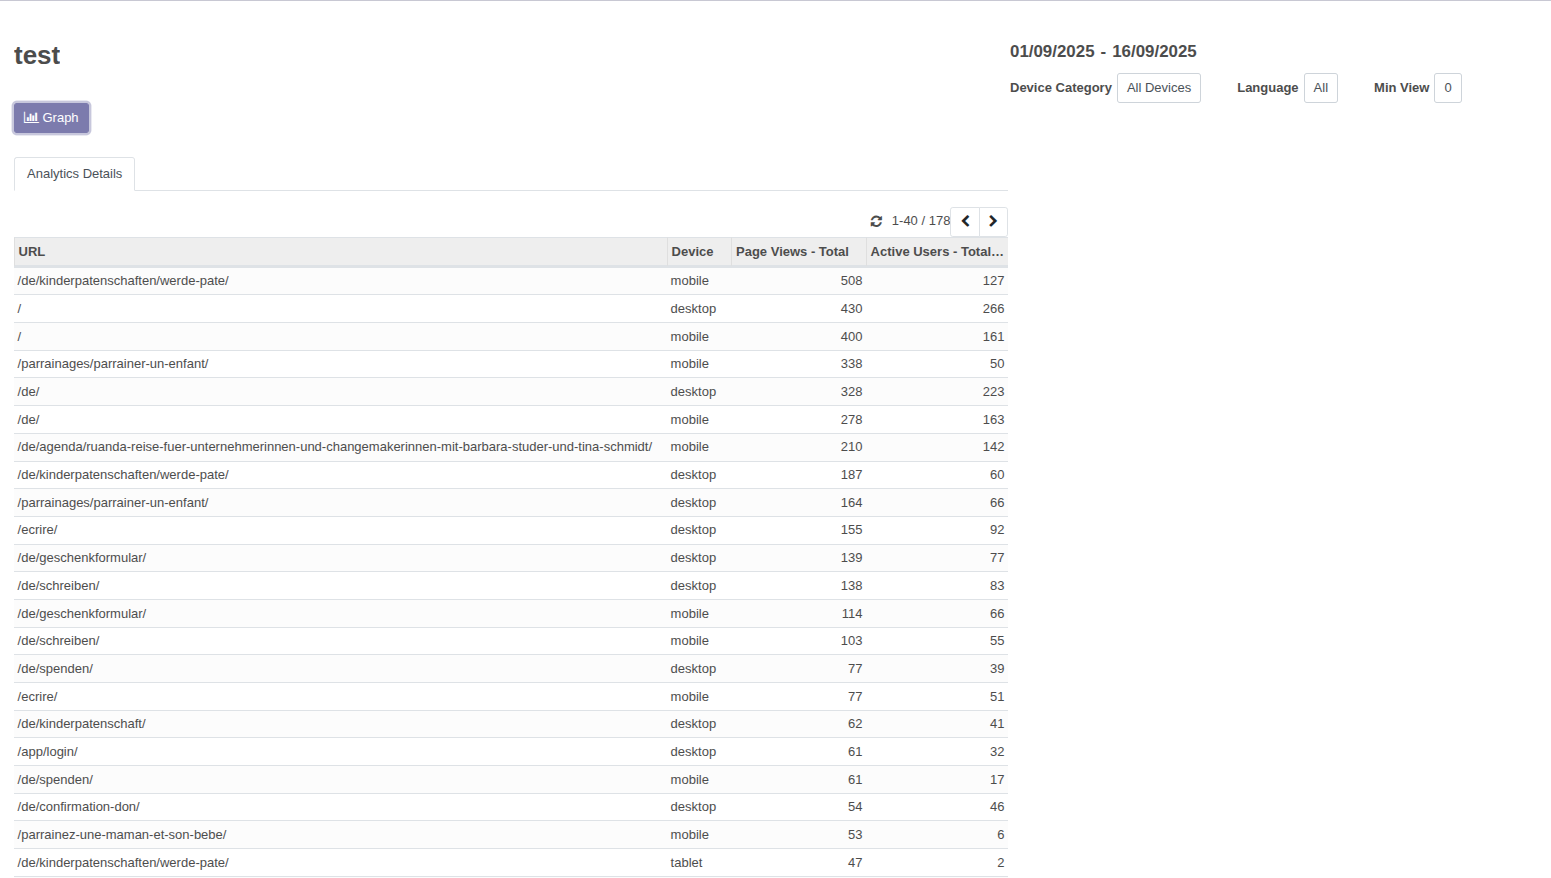 test
01/09/2025 - 16/09/2025
Device Category All Devices Language All Min View 0
Graph
Analytics Details
1-40 / 178
URL Device Page Views - Total Active Users - Total…
/de/kinderpatenschaften/werde-pate/ mobile 508 127
/ desktop 430 266
/ mobile 400 161
/parrainages/parrainer-un-enfant/ mobile 338 50
/de/ desktop 328 223
/de/ mobile 278 163
/de/agenda/ruanda-reise-fuer-unternehmerinnen-und-changemakerinnen-mit-barbara-studer-und-tina-schmidt/ mobile 210 142
/de/kinderpatenschaften/werde-pate/ desktop 187 60
/parrainages/parrainer-un-enfant/ desktop 164 66
/ecrire/ desktop 155 92
/de/geschenkformular/ desktop 139 77
/de/schreiben/ desktop 138 83
/de/geschenkformular/ mobile 114 66
/de/schreiben/ mobile 103 55
/de/spenden/ desktop 77 39
/ecrire/ mobile 77 51
/de/kinderpatenschaft/ desktop 62 41
/app/login/ desktop 61 32
/de/spenden/ mobile 61 17
/de/confirmation-don/ desktop 54 46
/parrainez-une-maman-et-son-bebe/ mobile 53 6
/de/kinderpatenschaften/werde-pate/ tablet 47 2